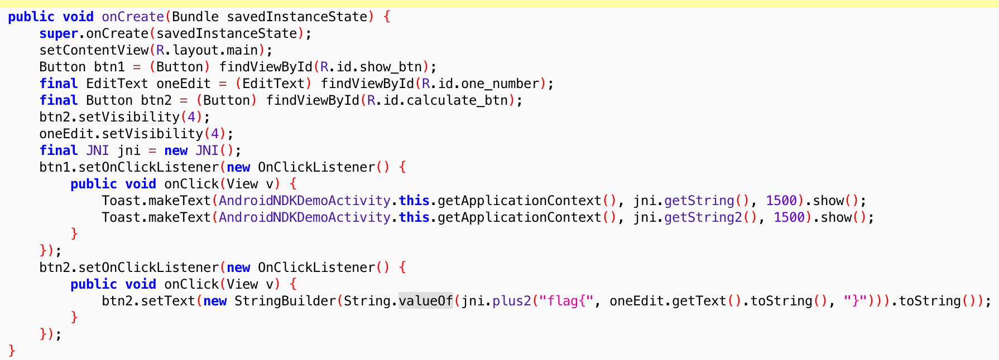 public void onCreate(Bundle savedInstanceState) {
    super.onCreate(savedInstanceState);
    setContentView(R.layout.main);
    Button btn1 = (Button) findViewById(R.id.show_btn);
    final EditText oneEdit = (EditText) findViewById(R.id.one_number);
    final Button btn2 = (Button) findViewById(R.id.calculate_btn);
    btn2.setVisibility(4);
    oneEdit.setVisibility(4);
    final JNI jni = new JNI();
    btn1.setOnClickListener(new OnClickListener() {
        public void onClick(View v) {
            Toast.makeText(AndroidNDKDemoActivity.this.getApplicationContext(), jni.getString(), 1500).show();
            Toast.makeText(AndroidNDKDemoActivity.this.getApplicationContext(), jni.getString2(), 1500).show();
        }
    });
    btn2.setOnClickListener(new OnClickListener() {
        public void onClick(View v) {
            btn2.setText(new StringBuilder(String.valueOf(jni.plus2("flag{", oneEdit.getText().toString(), "}"))).toString());
        }
    });
}